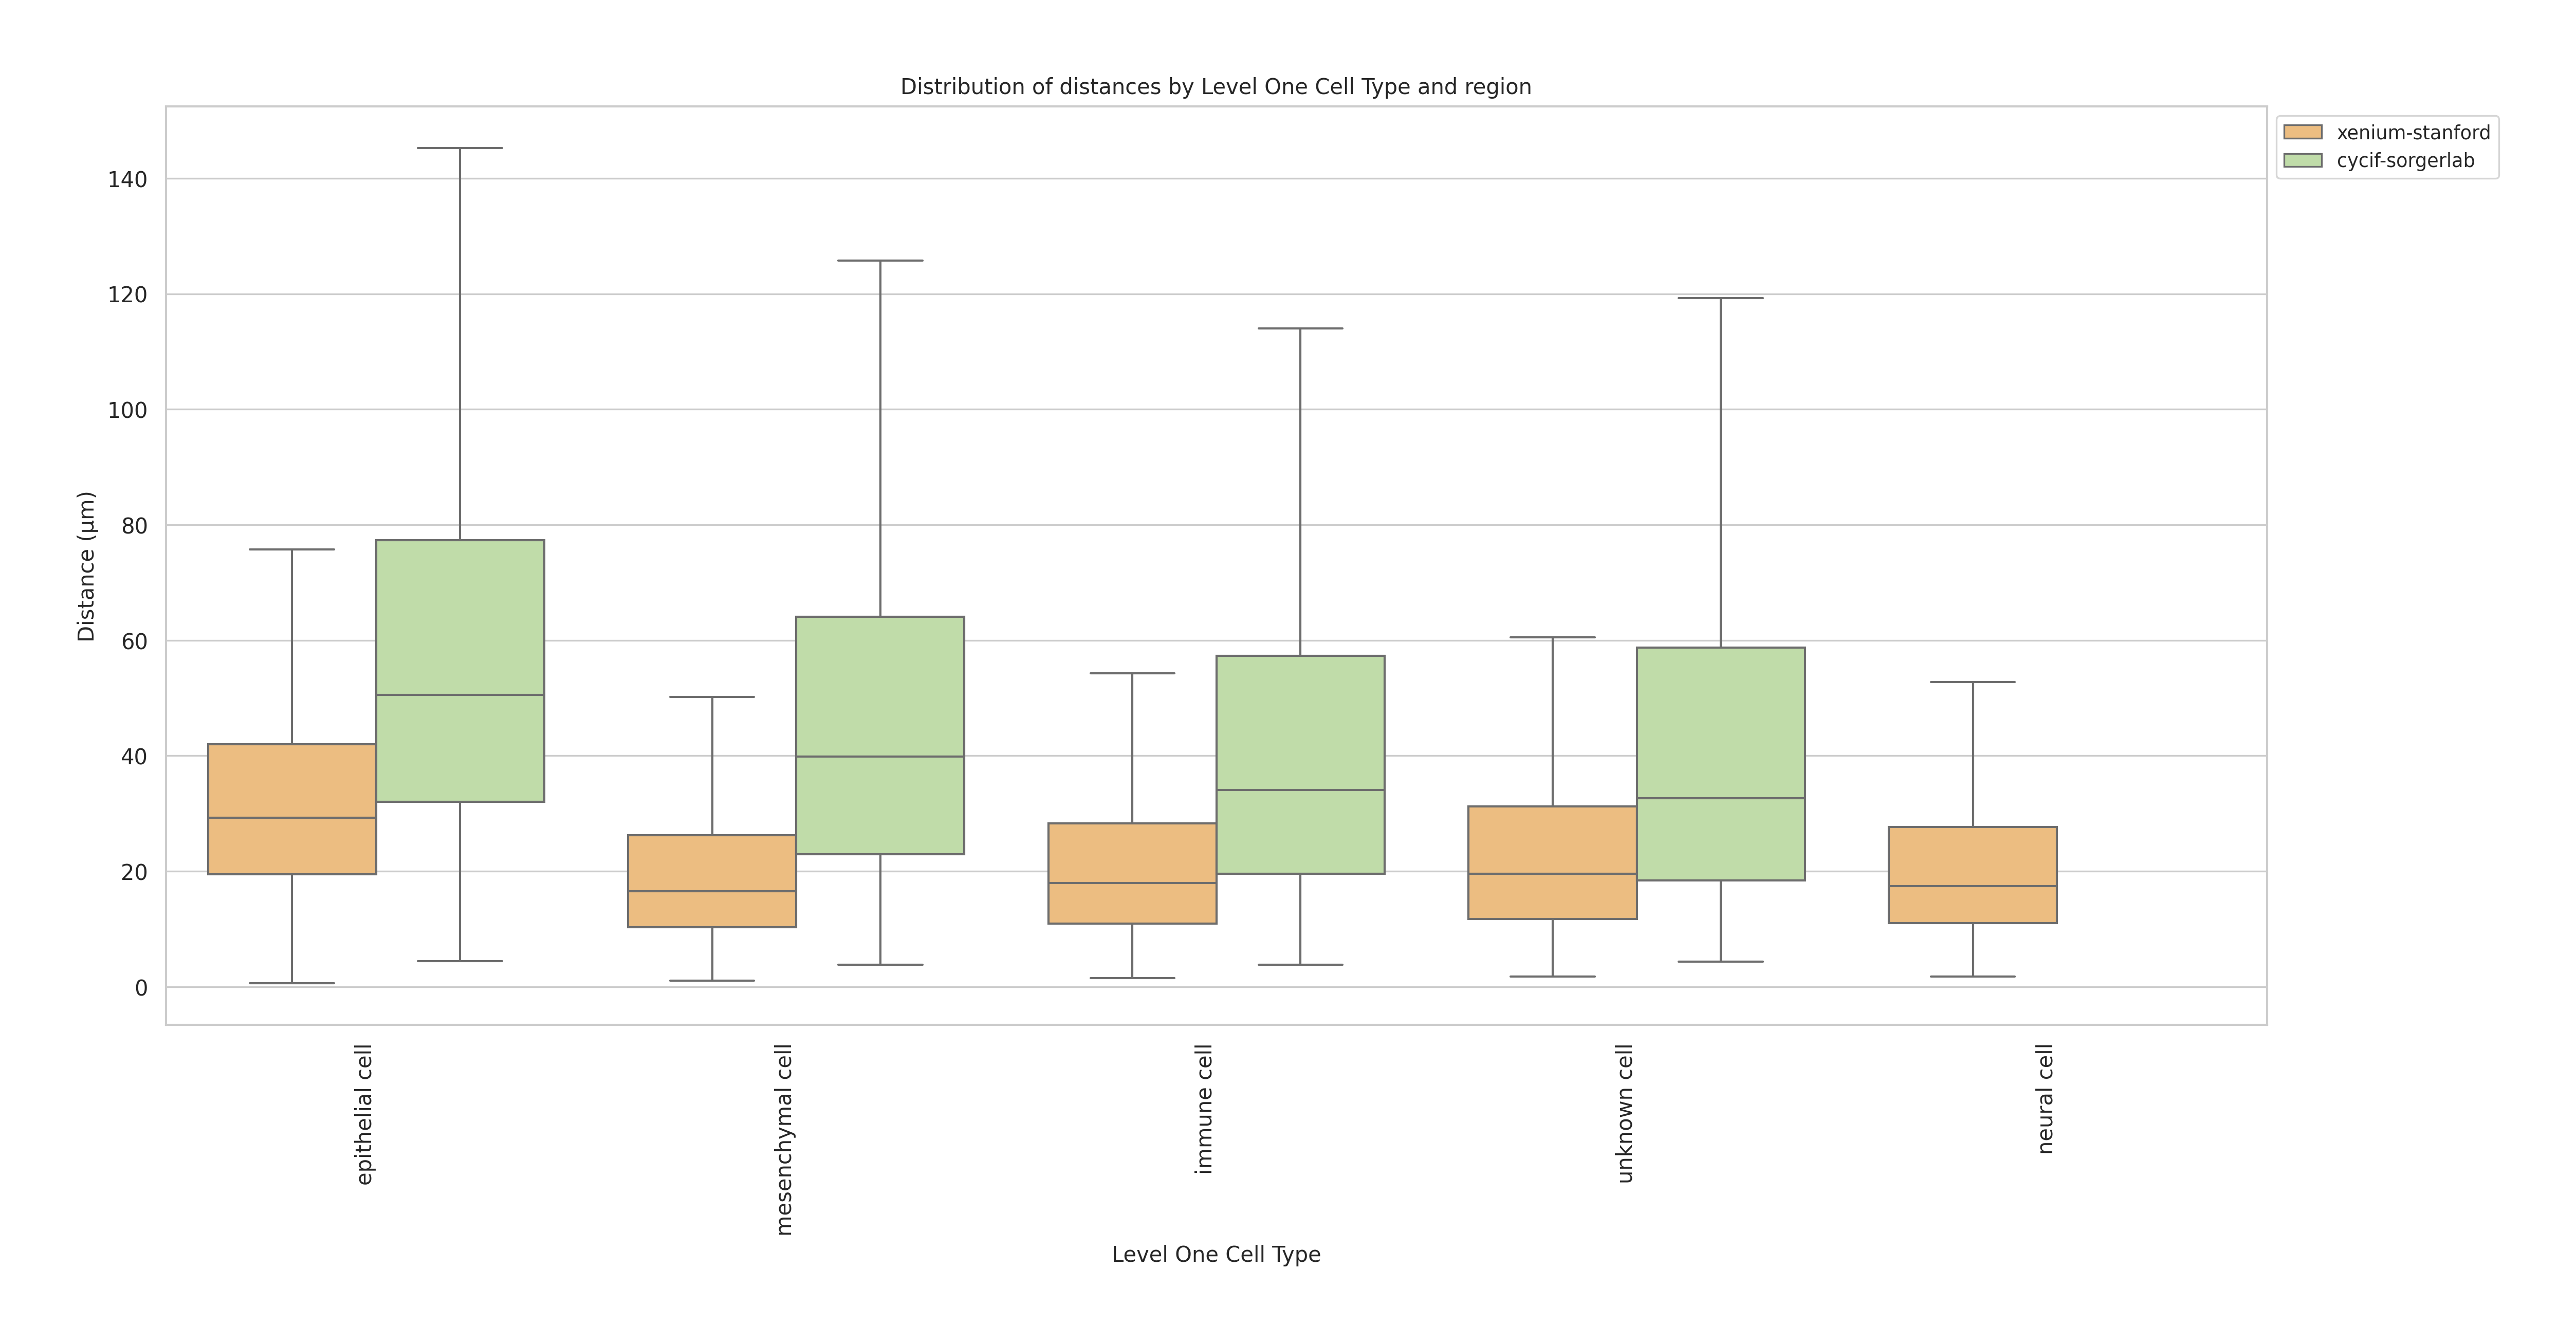 Distribution of distances by Level One Cell Type and region
xenium-stanford
cycif-sorgerlab
Distance (µm)
140
120
100
80
60
40
20
0
epithelial cell
mesenchymal cell
immune cell
unknown cell
neural cell
Level One Cell Type